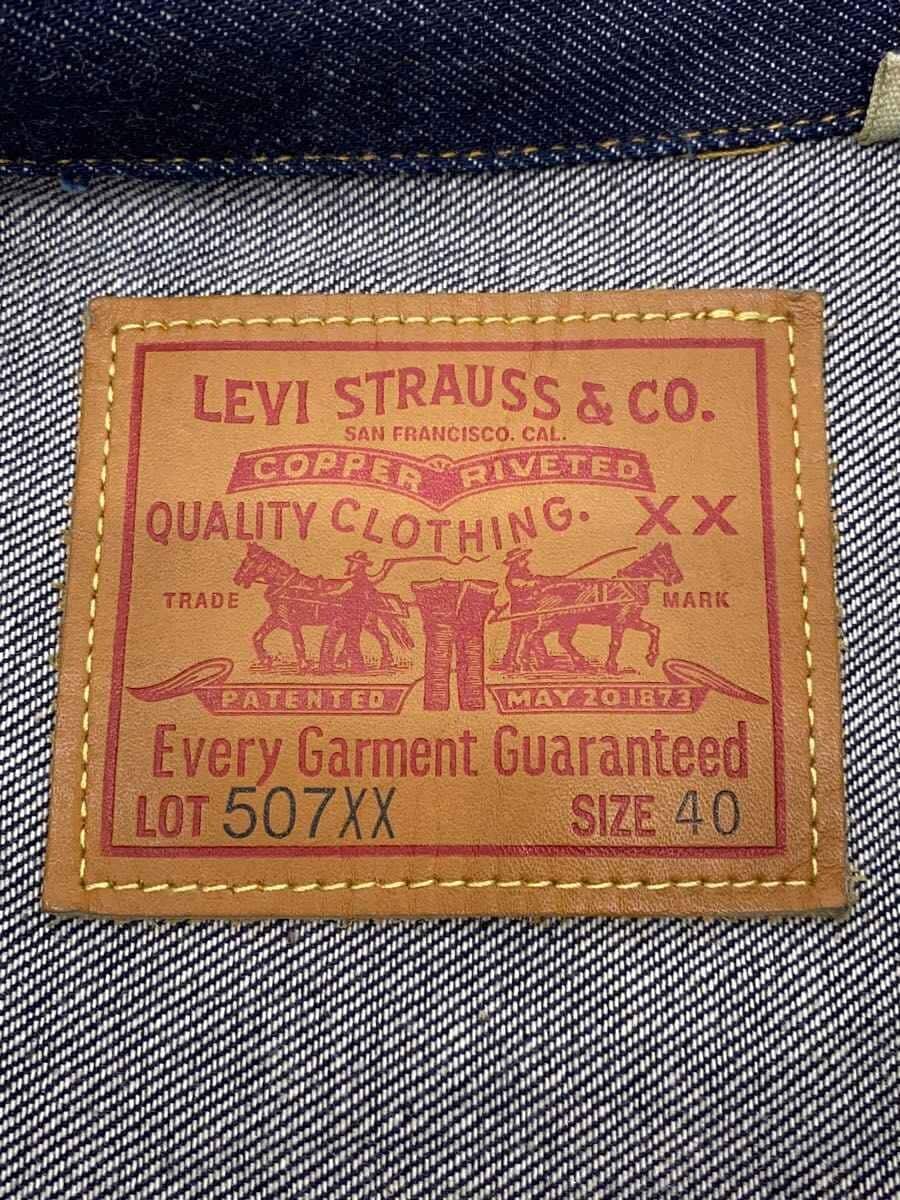 LEVI STRAUSS & CO.
SAN FRANCISCO. CAL.
COPPER RIVETED
QUALITY CLOTHING. XX
TRADE MARK
PATENTED MAY 20 1873
Every Garment Guaranteed
LOT 507XX SIZE 40